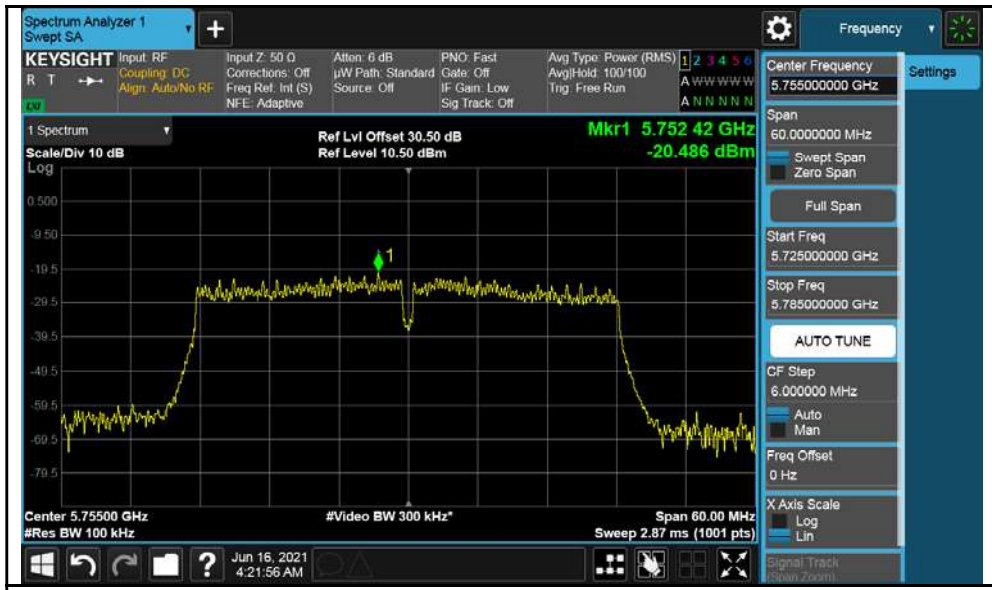 Spectrum Analyzer 1
Swept SA
+
Frequency
KEYSIGHT
R T
LXI
Input: RF
Coupling: DC
Align: Auto/No RF
Input Z: 50 Ω
Corrections: Off
Freq Ref: Int (S)
NFE: Adaptive
Atten: 6 dB
µW Path: Standard
Source: Off
PNO: Fast
Gate: Off
IF Gain: Low
Sig Track: Off
Avg Type: Power (RMS)
Avg|Hold: 100/100
Trig: Free Run
1 2 3 4 5 6
A W W W W W
A N N N N N
1 Spectrum
Scale/Div 10 dB
Log
Ref Lvl Offset 30.50 dB
Ref Level 10.50 dBm
Mkr1 5.752 42 GHz
-20.486 dBm
0.500
-9.50
-19.5
-29.5
-39.5
-49.5
-59.5
-69.5
-79.5
1
Center 5.75500 GHz
#Res BW 100 kHz
#Video BW 300 kHz*
Span 60.00 MHz
Sweep 2.87 ms (1001 pts)
?
Jun 16, 2021
4:21:56 AM
Center Frequency
5.755000000 GHz
Span
60.0000000 MHz
Swept Span
Zero Span
Full Span
Start Freq
5.725000000 GHz
Stop Freq
5.785000000 GHz
AUTO TUNE
CF Step
6.000000 MHz
Auto
Man
Freq Offset
0 Hz
X Axis Scale
Log
Lin
Signal Track
(Span Zoom)
Settings